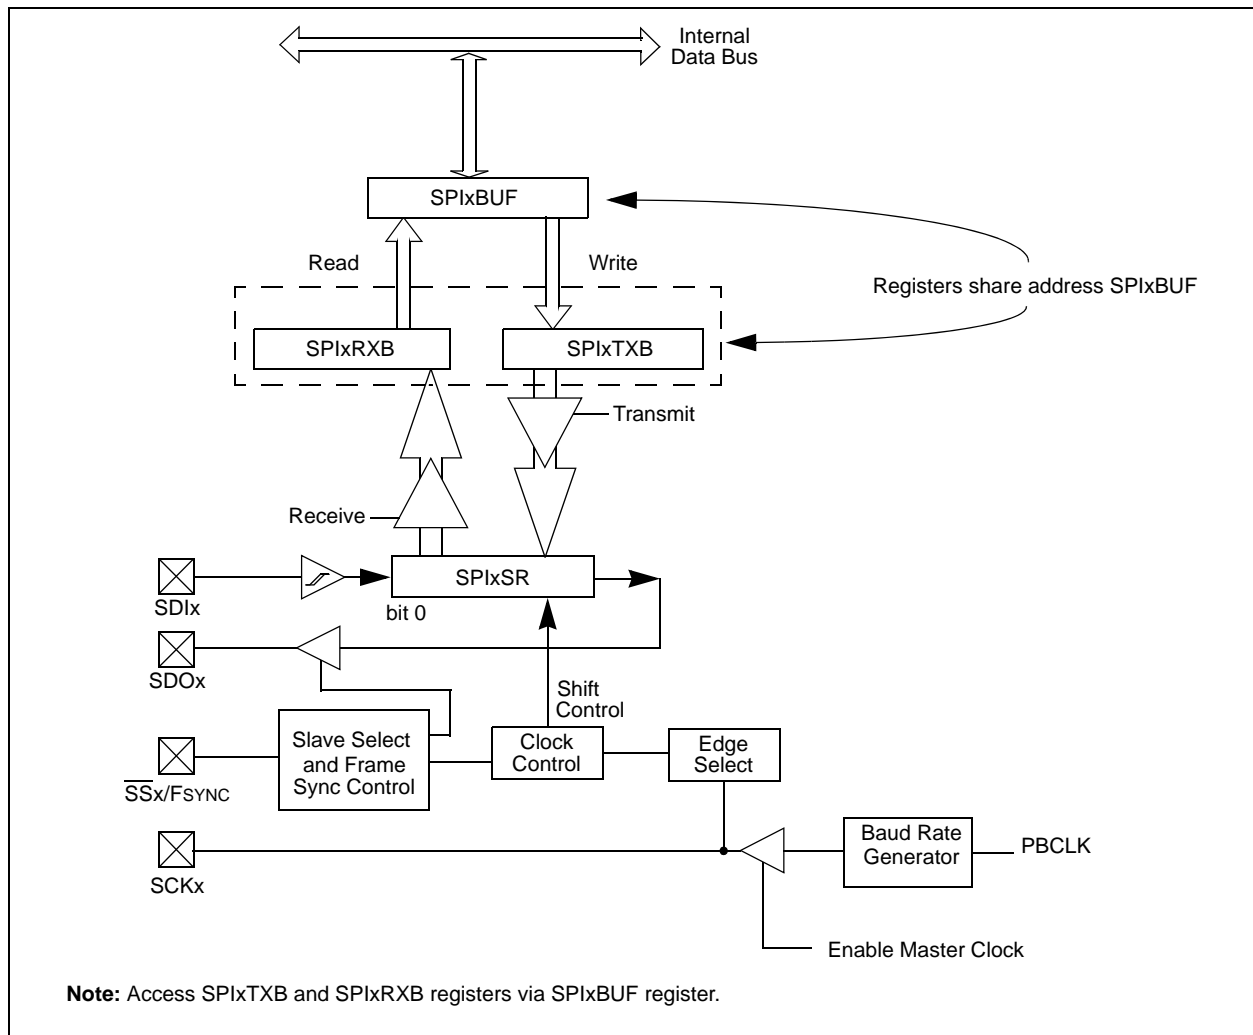 Internal
Data Bus
SPIxBUF
Read
Write
Registers share address SPIxBUF
SPIxRXB
SPIxTXB
Transmit
Receive
SPIxSR
SDIx
bit 0
SDOx
Shift
Control
Slave Select
and Frame
Sync Control
Clock
Control
Edge
Select
SSx/FSYNC
Baud Rate
Generator
PBCLK
SCKx
Enable Master Clock
Note: Access SPIxTXB and SPIxRXB registers via SPIxBUF register.